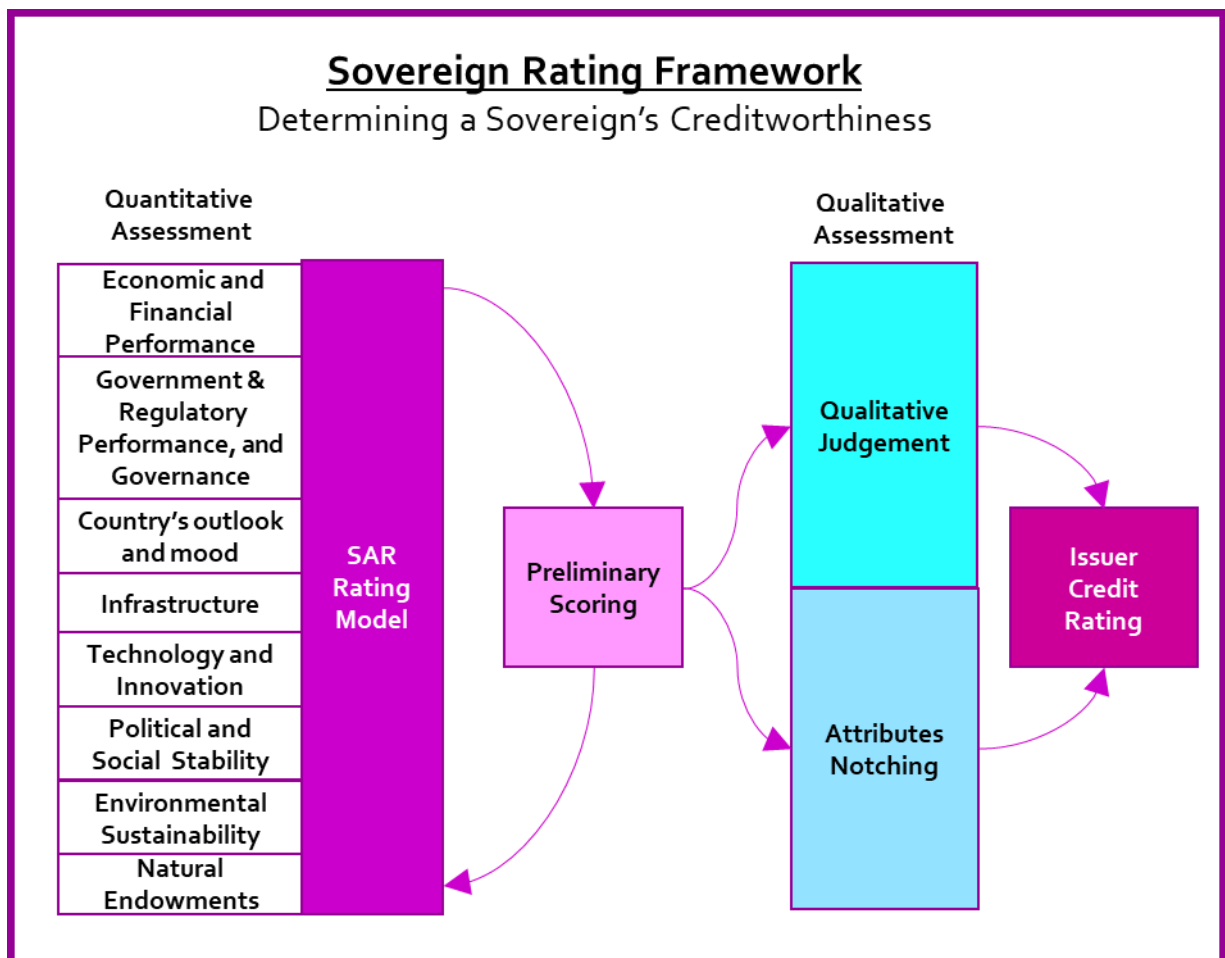 Sovereign Rating Framework
Determining a Sovereign's Creditworthiness
Quantitative
Assessment
Economic and
Financial
Performance
Government &
Regulatory
Performance, and
Governance
Country's outlook
and mood
Infrastructure
Technology and
Innovation
Political and
Social Stability
Environmental
Sustainability
Natural
Endowments
SAR
Rating
Model
Preliminary
Scoring
Qualitative
Assessment
Qualitative
Judgement
Attributes
Notching
Issuer
Credit
Rating